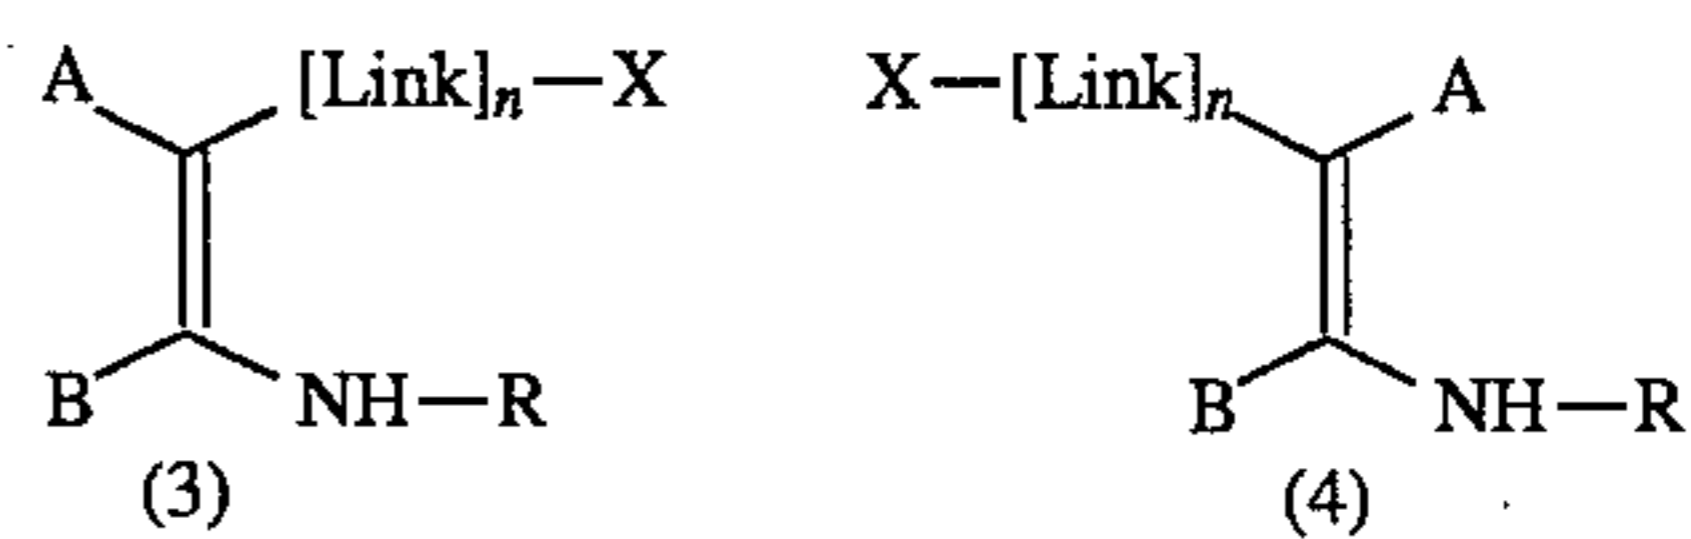 A [Link]n—X X—[Link]n A
B NH—R B NH—R
(3) (4)